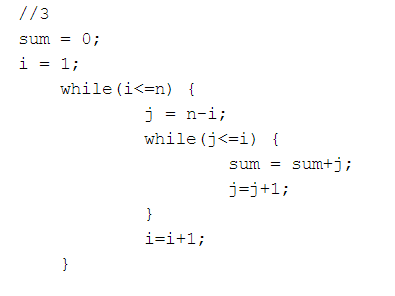 //3
sum = 0;
i = 1;
while(i<=n) {
j = n-i;
while(j<=i) {
sum = sum+j;
j=j+1;
}
i=i+1;
}